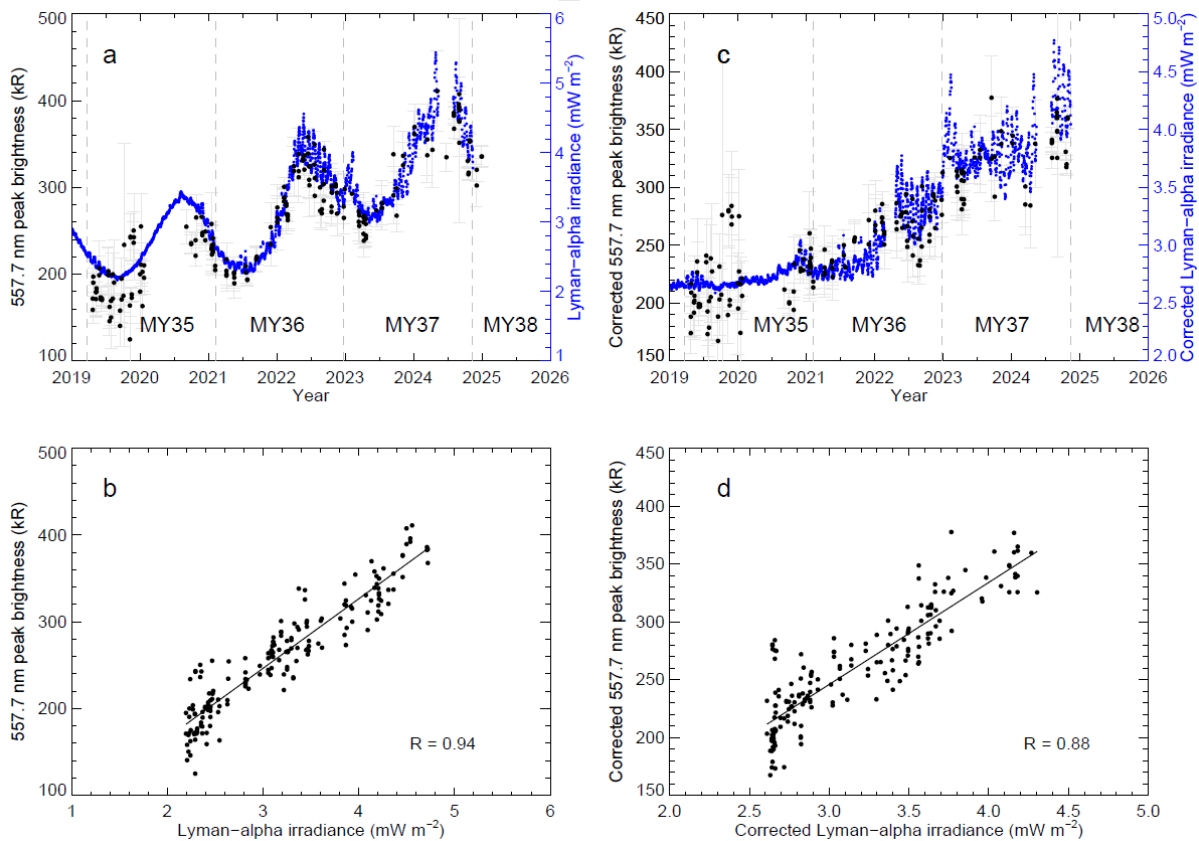 a
557.7 nm peak brightness (kR)
500
400
300
200
100
6
5
4
3
2
1
Lyman−alpha irradiance (mW m−2)
MY35
MY36
MY37
MY38
2019 2020 2021 2022 2023 2024 2025 2026
Year
c
Corrected 557.7 nm peak brightness (kR)
450
400
350
300
250
200
150
5.0
4.5
4.0
3.5
3.0
2.5
2.0
Corrected Lyman−alpha irradiance (mW m−2)
MY35
MY36
MY37
MY38
2019 2020 2021 2022 2023 2024 2025 2026
Year
b
557.7 nm peak brightness (kR)
500
400
300
200
100
R = 0.94
1 2 3 4 5 6
Lyman−alpha irradiance (mW m−2)
d
Corrected 557.7 nm peak brightness (kR)
450
400
350
300
250
200
150
R = 0.88
2.0 2.5 3.0 3.5 4.0 4.5 5.0
Corrected Lyman−alpha irradiance (mW m−2)